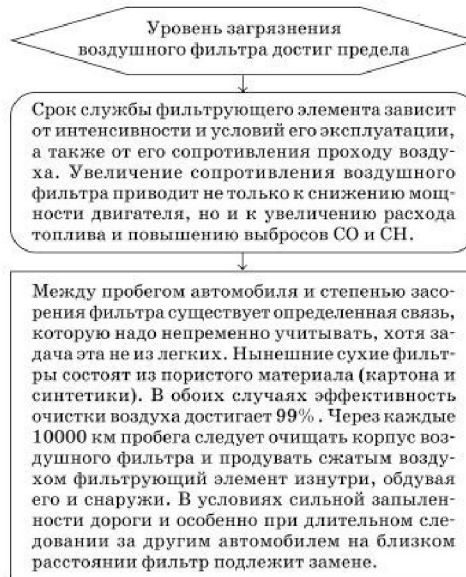 Уровень загрязнения
воздушного фильтра достиг предела
Срок службы фильтрующего элемента зависит
от интенсивности и условий его эксплуатации,
а также от его сопротивления проходу возду-
ха. Увеличение сопротивления воздушного
фильтра приводит не только к снижению мощ-
ности двигателя, но и к увеличению расхода
топлива и повышению выбросов СО и СН.
Между пробегом автомобиля и степенью засо-
рения фильтра существует определенная связь,
которую надо непременно учитывать, хотя за-
дача эта не из легких. Нынешние сухие фильт-
ры состоят из пористого материала (картона и
синтетики). В обоих случаях эффективность
очистки воздуха достигает 99% . Через каждые
10000 км пробега следует очищать корпус воз-
душного фильтра и продувать сжатым возду-
хом фильтрующий элемент изнутри, обдувая
его и снаружи. В условиях сильной запылен-
ности дороги и особенно при длительном сле-
довании за другим автомобилем на близком
расстоянии фильтр подлежит замене.